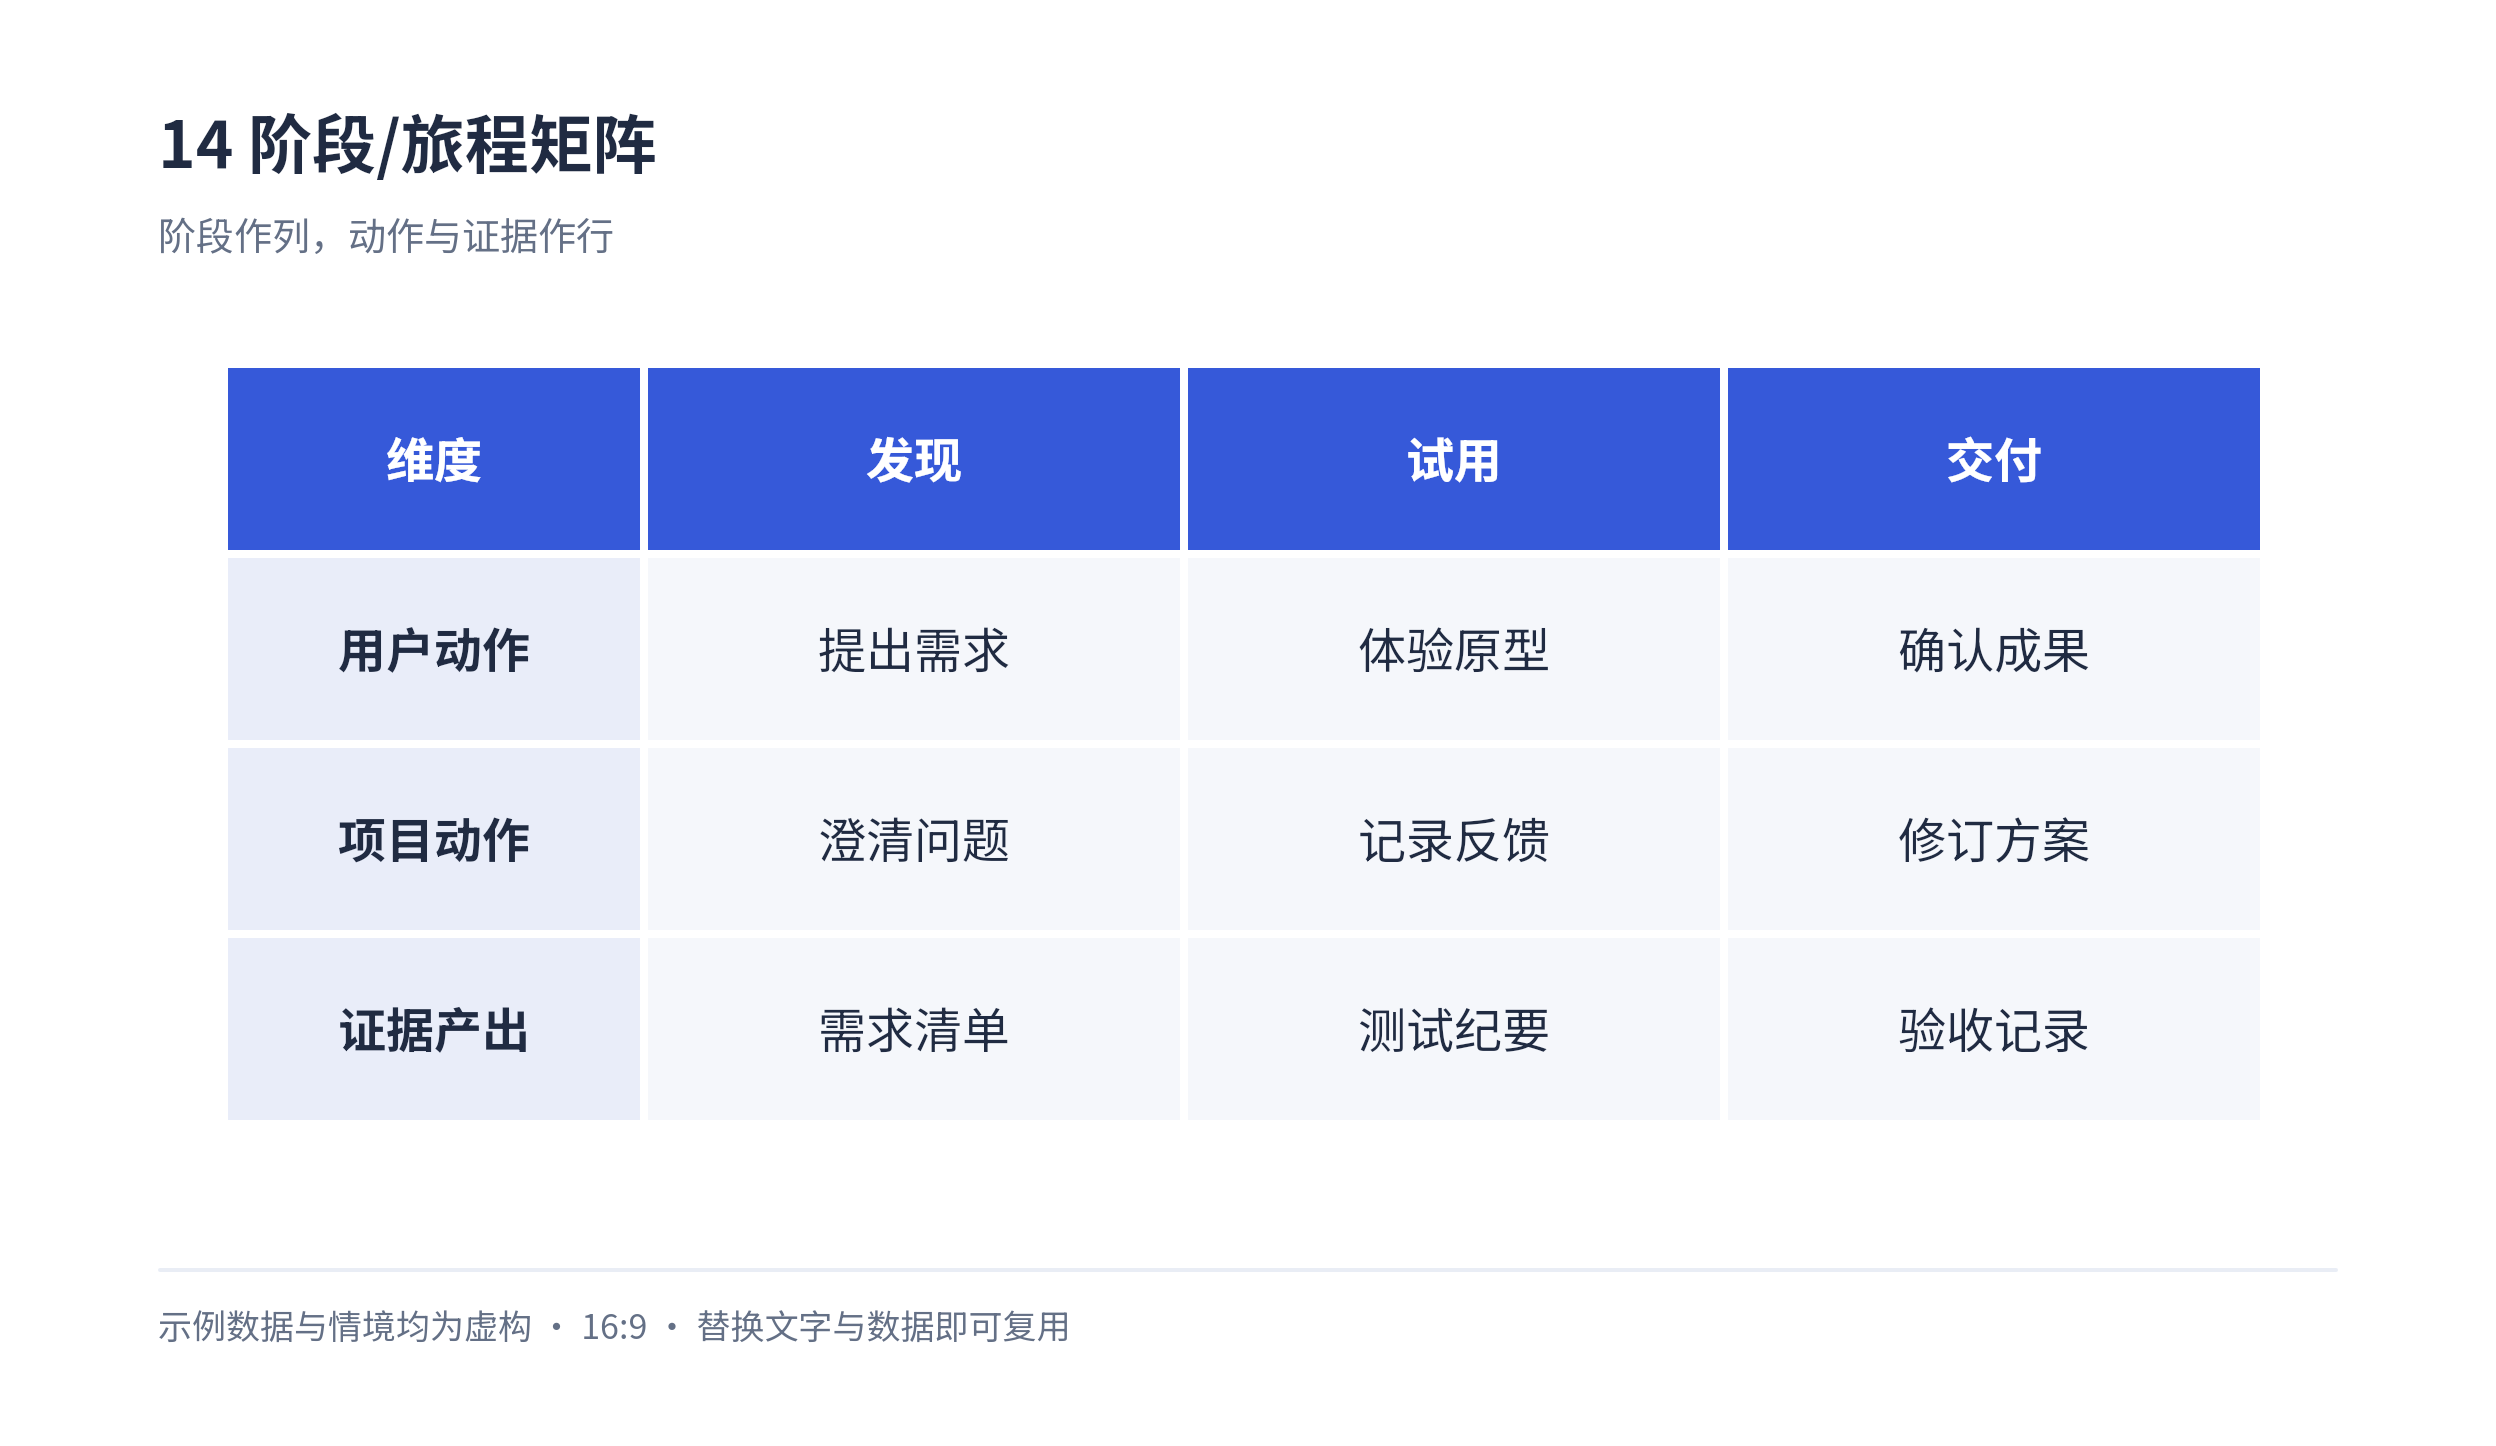 14 阶段/旅程矩阵
阶段作列，动作与证据作行
维度 发现 试用 交付
用户动作 提出需求 体验原型 确认成果
项目动作 澄清问题 记录反馈 修订方案
证据产出 需求清单 测试纪要 验收记录
示例数据与情境均为虚构 • 16:9 • 替换文字与数据即可复用